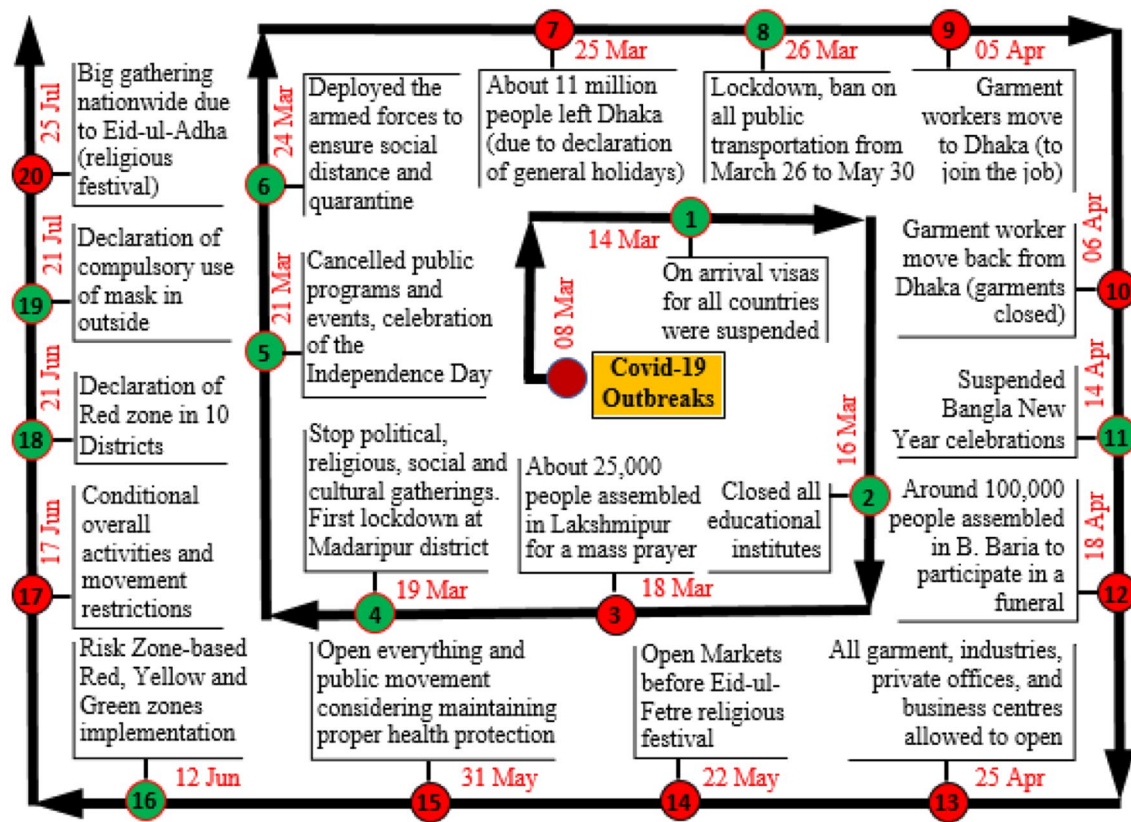 Covid-19
Outbreaks
08 Mar
1
14 Mar
On arrival visas
for all countries
were suspended
2
16 Mar
Closed all
educational
institutes
3
18 Mar
About 25,000
people assembled
in Lakshmipur
for a mass prayer
4
19 Mar
Stop political,
religious, social and
cultural gatherings.
First lockdown at
Madaripur district
5
21 Mar
Cancelled public
programs and
events, celebration
of the
Independence Day
6
24 Mar
Deployed the
armed forces to
ensure social
distance and
quarantine
7
25 Mar
About 11 million
people left Dhaka
(due to declaration
of general holidays)
8
26 Mar
Lockdown, ban on
all public
transportation from
March 26 to May 30
9
05 Apr
Garment
workers move
to Dhaka (to
join the job)
10
06 Apr
Garment worker
move back from
Dhaka (garments
closed)
11
14 Apr
Suspended
Bangla New
Year celebrations
12
18 Apr
Around 100,000
people assembled
in B. Baria to
participate in a
funeral
13
25 Apr
All garment, industries,
private offices, and
business centres
allowed to open
14
22 May
Open Markets
before Eid-ul-
Fetre religious
festival
15
31 May
Open everything and
public movement
considering maintaining
proper health protection
16
12 Jun
Risk Zone-based
Red, Yellow and
Green zones
implementation
17
17 Jun
Conditional
overall
activities and
movement
restrictions
18
21 Jun
Declaration of
Red zone in 10
Districts
19
21 Jul
Declaration of
compulsory use
of mask in
outside
20
25 Jul
Big gathering
nationwide due
to Eid-ul-Adha
(religious
festival)